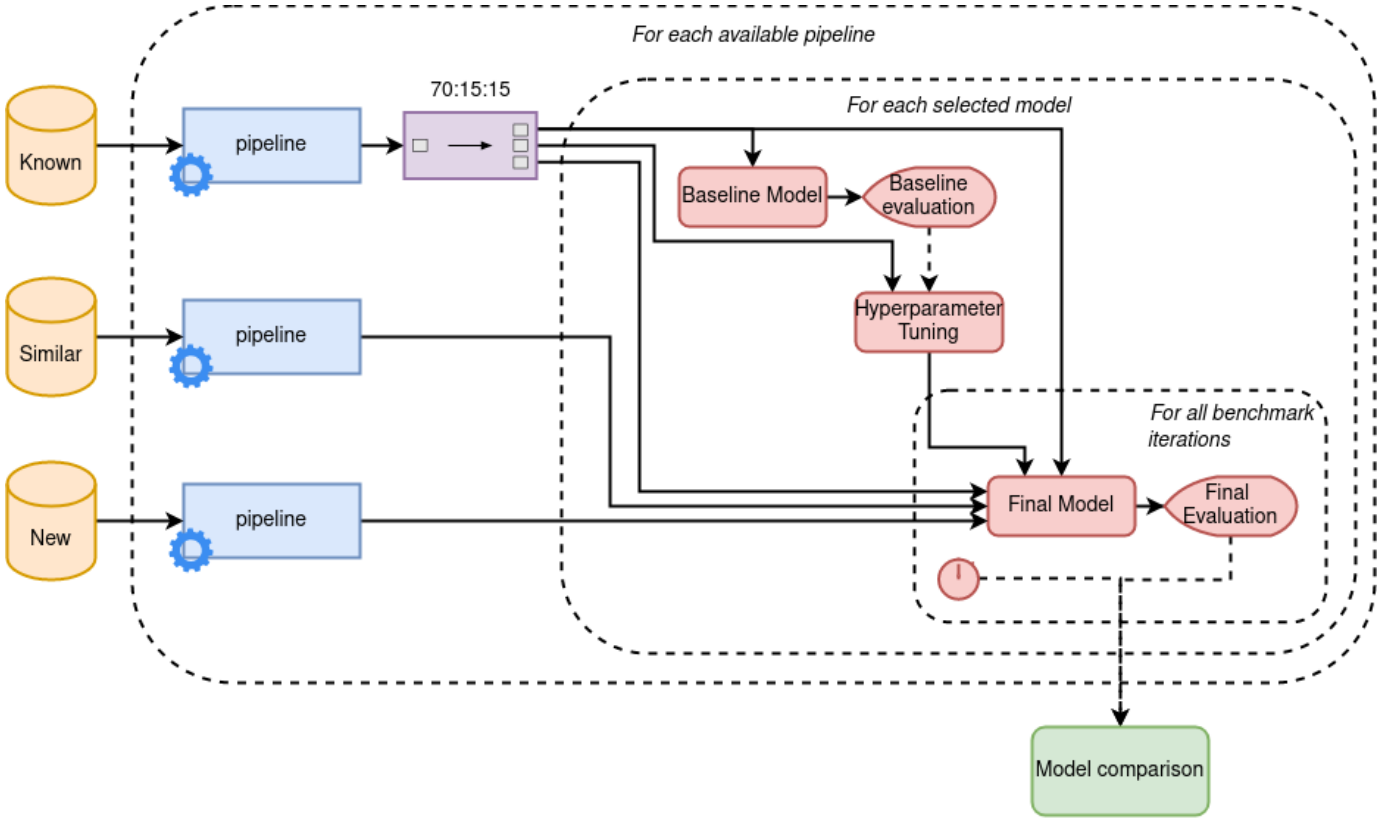 For each available pipeline
70:15:15
For each selected model
Known
pipeline
Baseline Model
Baseline
evaluation
Similar
pipeline
Hyperparameter
Tuning
For all benchmark
iterations
New
pipeline
Final Model
Final
Evaluation
Model comparison